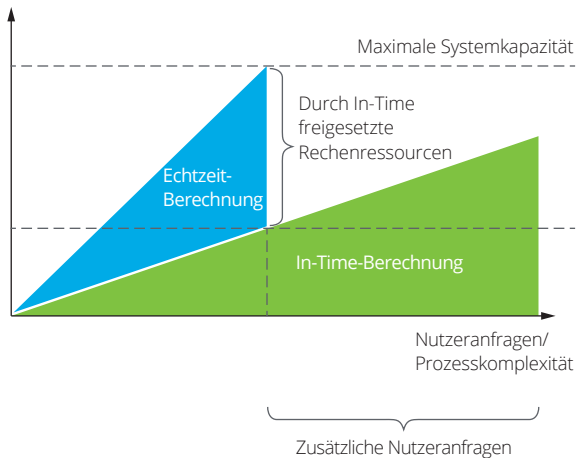 Maximale Systemkapazität
Durch In-Time
freigesetzte
Rechenressourcen
Echtzeit-
Berechnung
In-Time-Berechnung
Nutzeranfragen/
Prozesskomplexität
Zusätzliche Nutzeranfragen